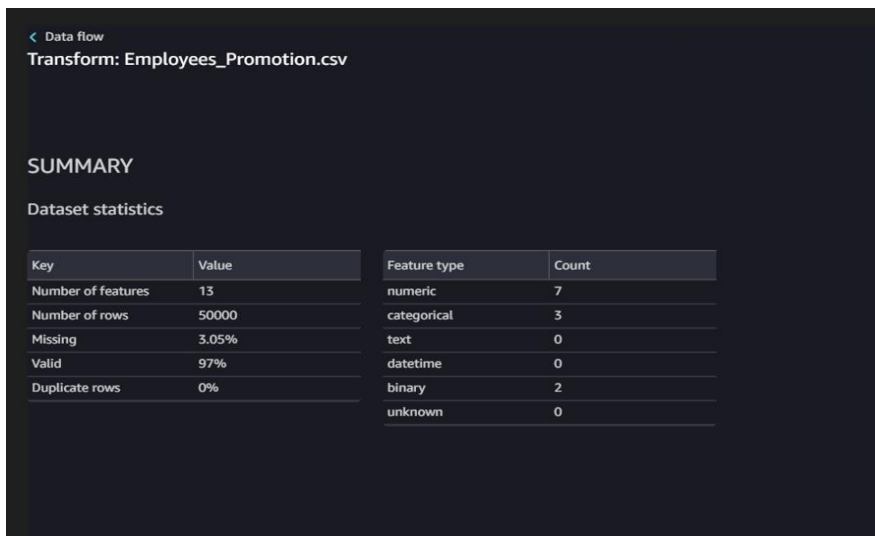 Data flow
Transform: Employees_Promotion.csv
SUMMARY
Dataset statistics
Key Value
Number of features 13
Number of rows 50000
Missing 3.05%
Valid 97%
Duplicate rows 0%
Feature type Count
numeric 7
categorical 3
text 0
datetime 0
binary 2
unknown 0